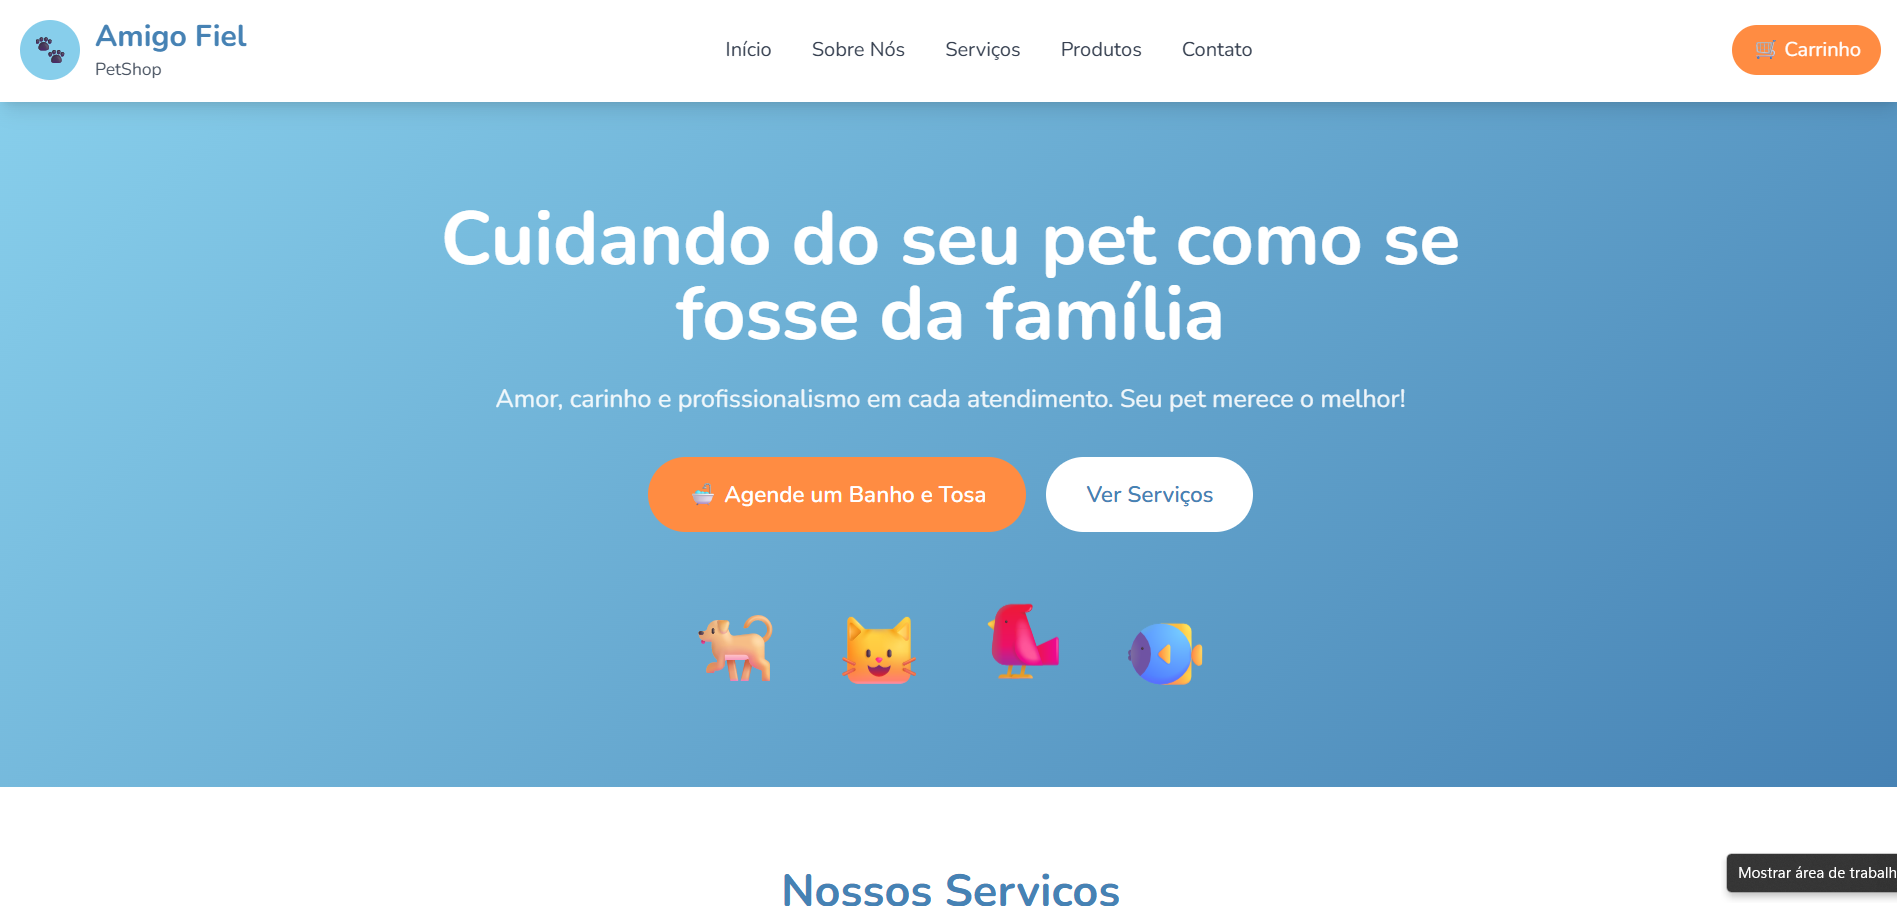 Amigo Fiel
PetShop
Início
Sobre Nós
Serviços
Produtos
Contato
Carrinho
Cuidando do seu pet como se
fosse da família
Amor, carinho e profissionalismo em cada atendimento. Seu pet merece o melhor!
Agende um Banho e Tosa
Ver Serviços
Nossos Serviços
Mostrar área de trabalh